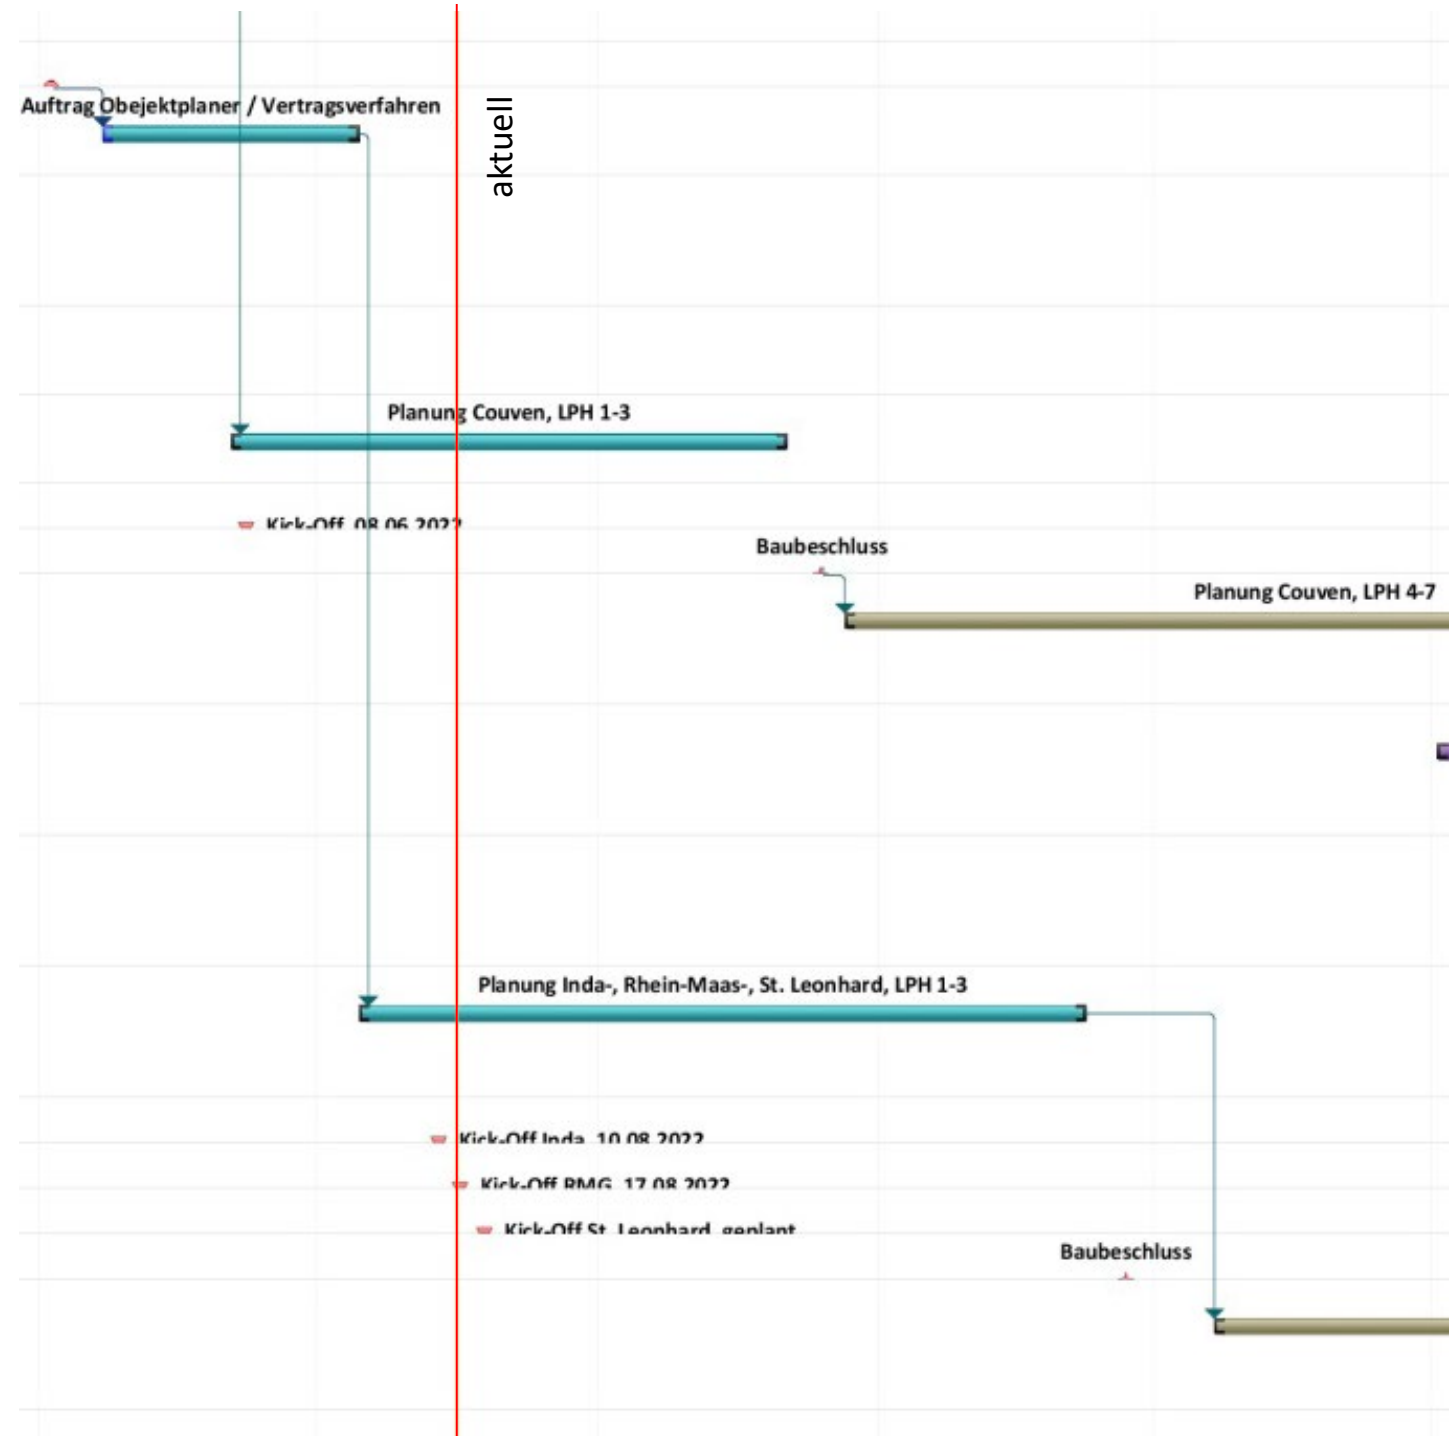 Auftrag Obejektplaner / Vertragsverfahren
aktuell
Planung Couven, LPH 1-3
Kick-Off, 08.06.2022
Baubeschluss
Planung Couven, LPH 4-7
Planung Inda-, Rhein-Maas-, St. Leonhard, LPH 1-3
Kick-Off Inda, 10.08.2022
Kick-Off RMG, 17.08.2022
Kick-Off St. Leonhard, geplant
Baubeschluss